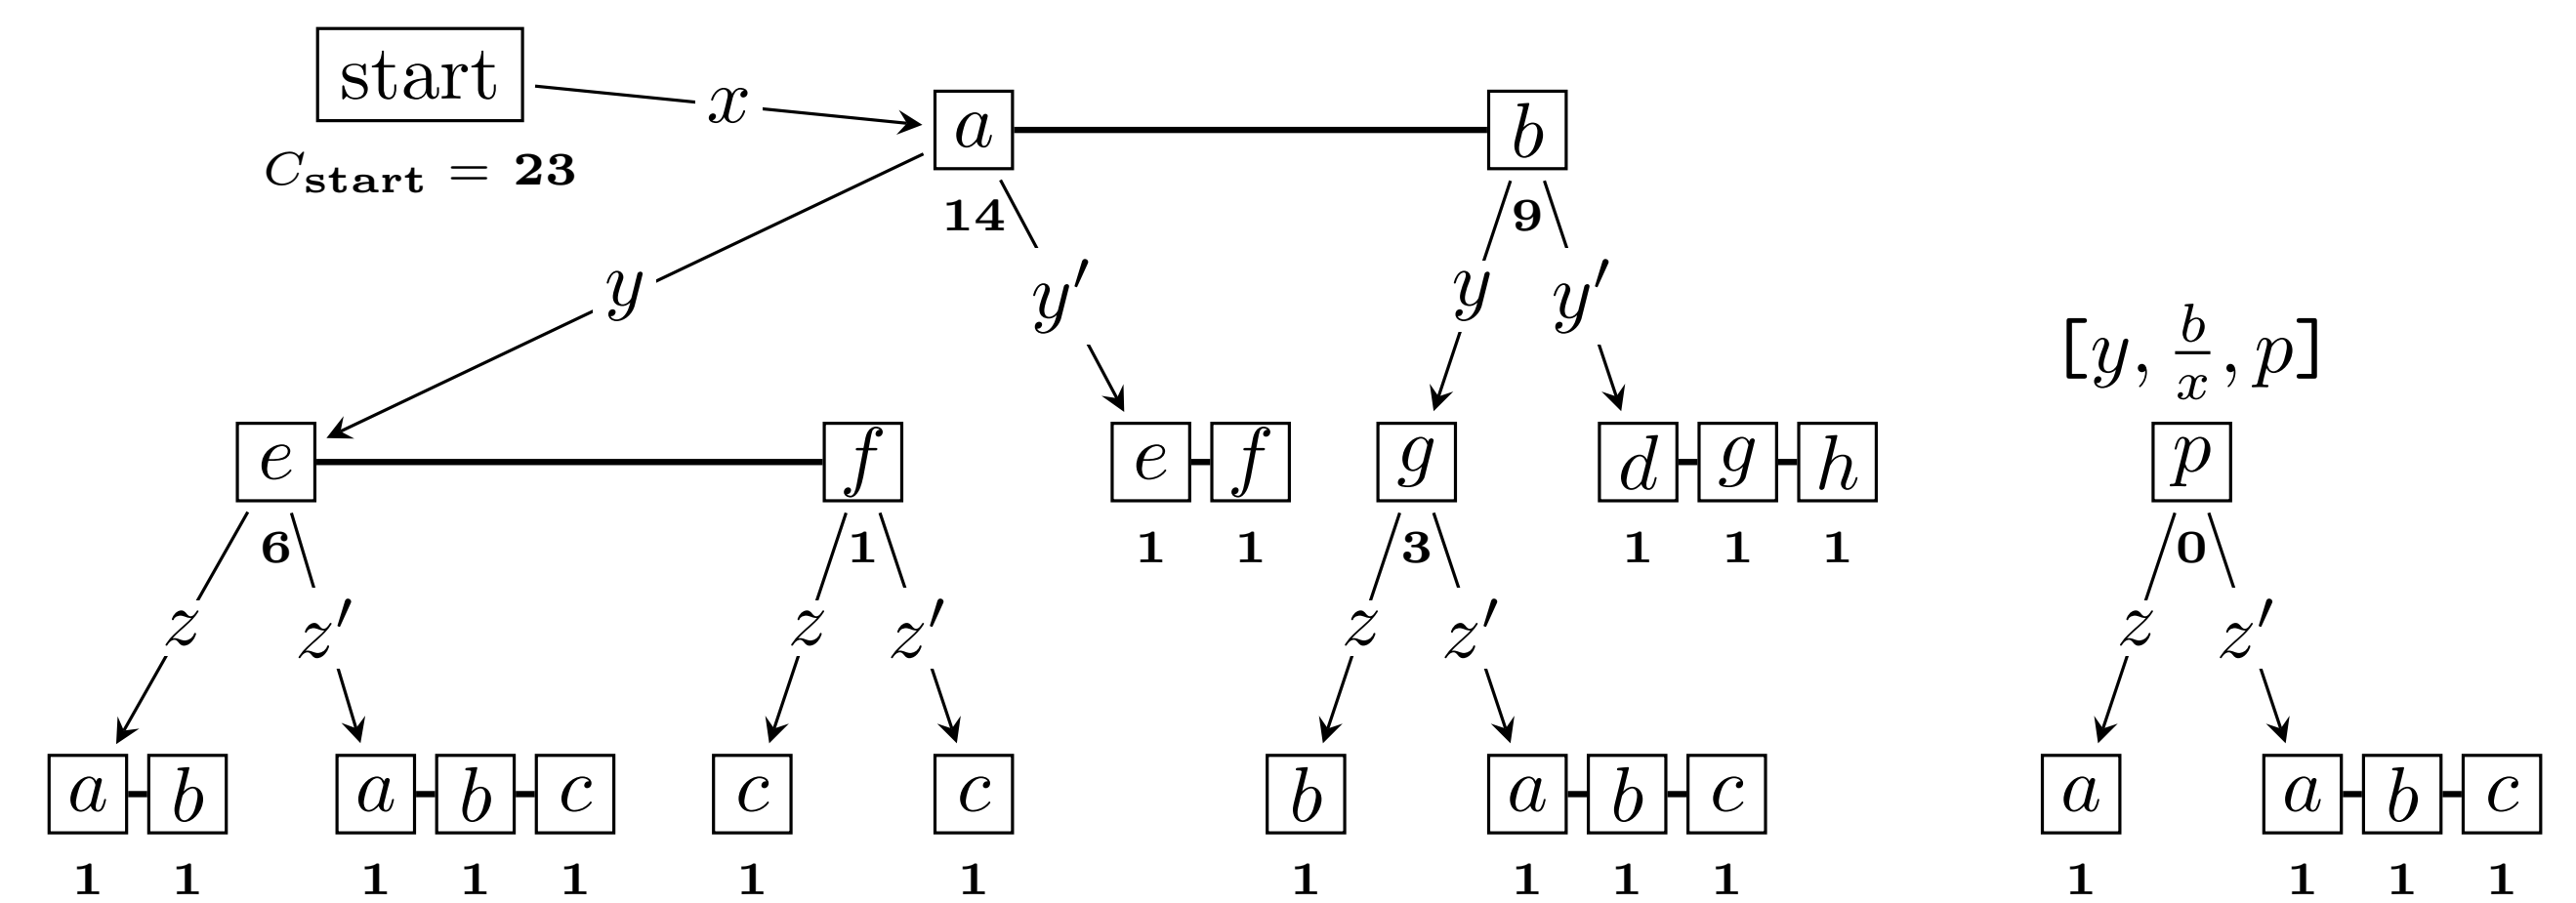 start
x
a b
C_start = 23
14 9
y y' y y'
[y, b/x, p]
e f e f g d g h p
6 1 1 1 3 1 1 1 0
z z' z z' z z' z z'
a b a b c c c b a b c a a b c
1 1 1 1 1 1 1 1 1 1 1 1 1 1 1